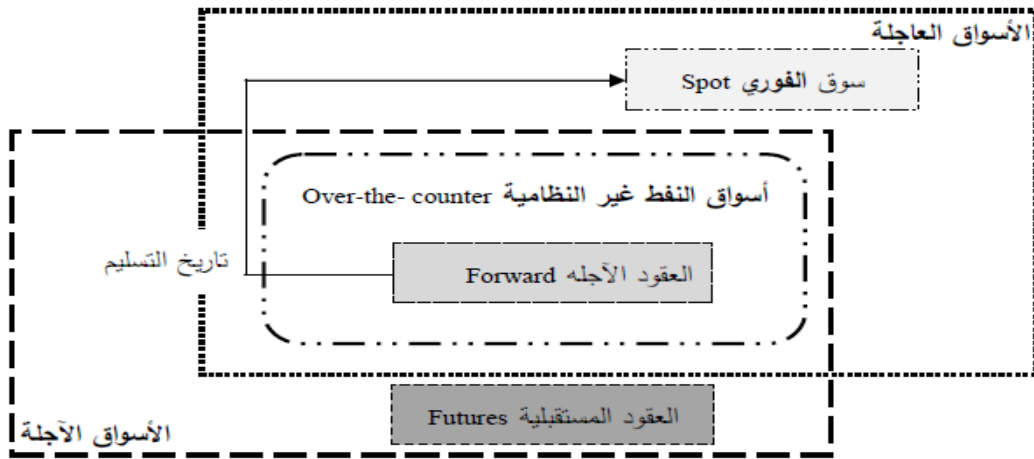 الأسواق العاجلة
سوق الفوري Spot
أسواق النفط غير النظامية Over-the- counter
تاريخ التسليم
العقود الآجله Forward
العقود المستقبلية Futures
الأسواق الآجلة